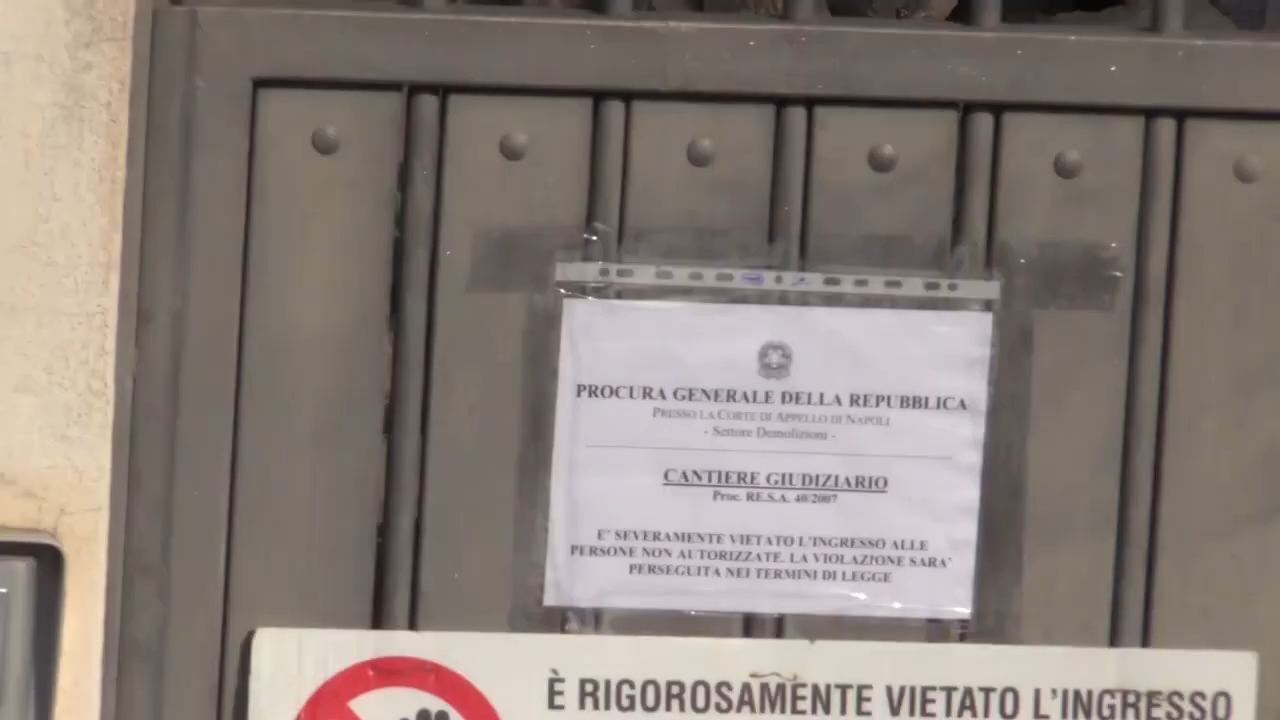 PROCURA GENERALE DELLA REPUBBLICA
PRESSO LA CORTE DI APPELLO DI NAPOLI
- Settore Demolizioni -
CANTIERE GIUDIZIARIO
Proc. RE.S.A. 40/2007
E' SEVERAMENTE VIETATO L'INGRESSO ALLE
PERSONE NON AUTORIZZATE. LA VIOLAZIONE SARA'
PERSEGUITA NEI TERMINI DI LEGGE
È RIGOROSAMENTE VIETATO L'INGRESSO